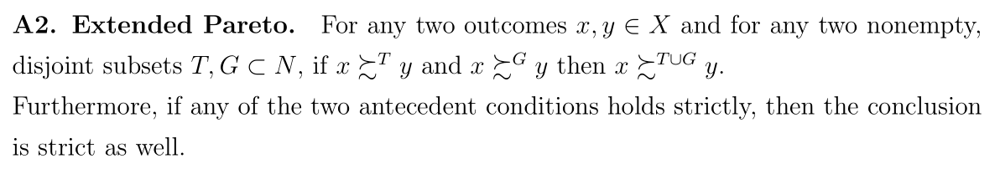 A2. Extended Pareto. For any two outcomes x, y ∈ X and for any two nonempty,
disjoint subsets T, G ⊂ N, if x ≿^T y and x ≿^G y then x ≿^{T∪G} y.
Furthermore, if any of the two antecedent conditions holds strictly, then the conclusion
is strict as well.